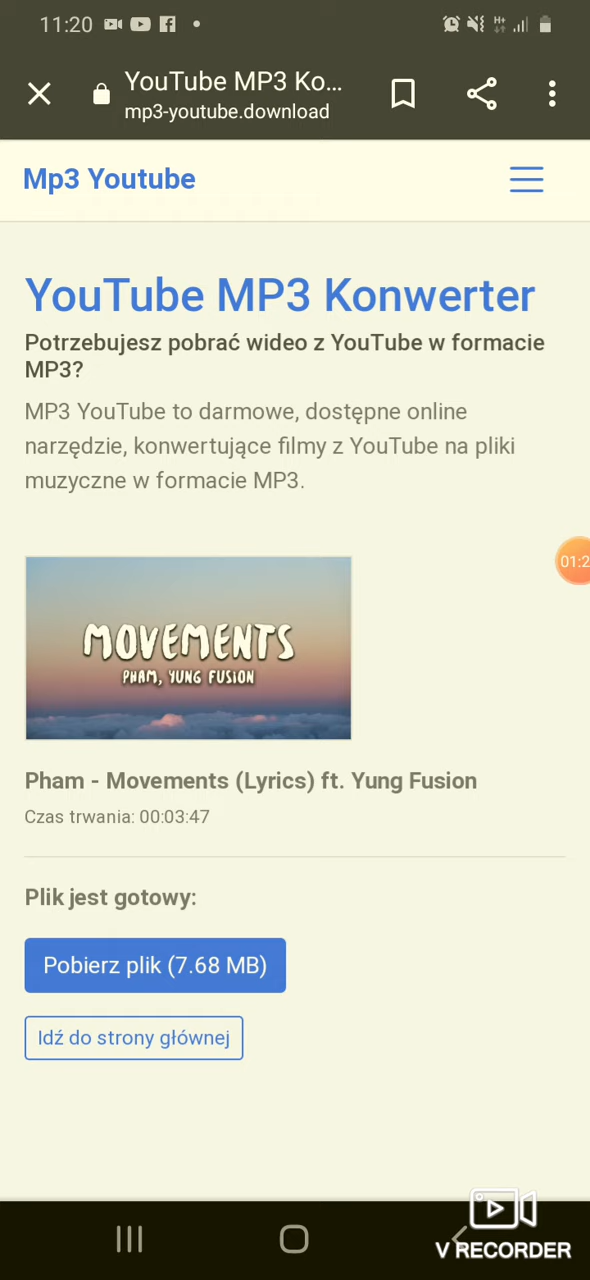 11:20
YouTube MP3 Ko...
mp3-youtube.download
Mp3 Youtube
YouTube MP3 Konwerter
Potrzebujesz pobrać wideo z YouTube w formacie
MP3?
MP3 YouTube to darmowe, dostępne online
narzędzie, konwertujące filmy z YouTube na pliki
muzyczne w formacie MP3.
01:2
MOVEMENTS
PHAM, YUNG FUSION
Pham - Movements (Lyrics) ft. Yung Fusion
Czas trwania: 00:03:47
Plik jest gotowy:
Pobierz plik (7.68 MB)
Idź do strony głównej
V RECORDER